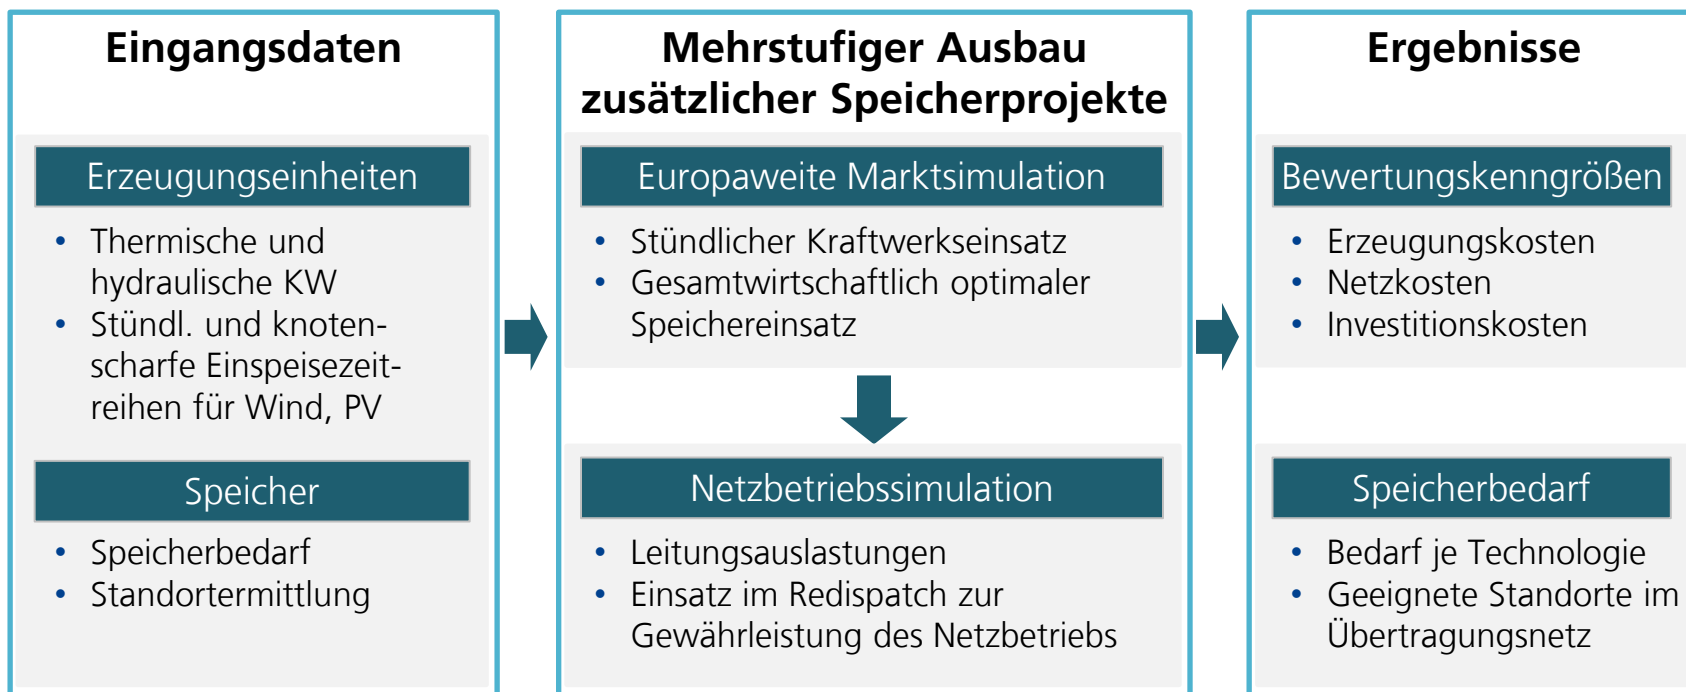 Eingangsdaten
Erzeugungseinheiten
• Thermische und
hydraulische KW
• Stündl. und knoten-
scharfe Einspeisezeit-
reihen für Wind, PV
Speicher
• Speicherbedarf
• Standortermittlung
Mehrstufiger Ausbau
zusätzlicher Speicherprojekte
Europaweite Marktsimulation
• Stündlicher Kraftwerkseinsatz
• Gesamtwirtschaftlich optimaler
Speichereinsatz
Netzbetriebssimulation
• Leitungsauslastungen
• Einsatz im Redispatch zur
Gewährleistung des Netzbetriebs
Ergebnisse
Bewertungskenngrößen
• Erzeugungskosten
• Netzkosten
• Investitionskosten
Speicherbedarf
• Bedarf je Technologie
• Geeignete Standorte im
Übertragungsnetz